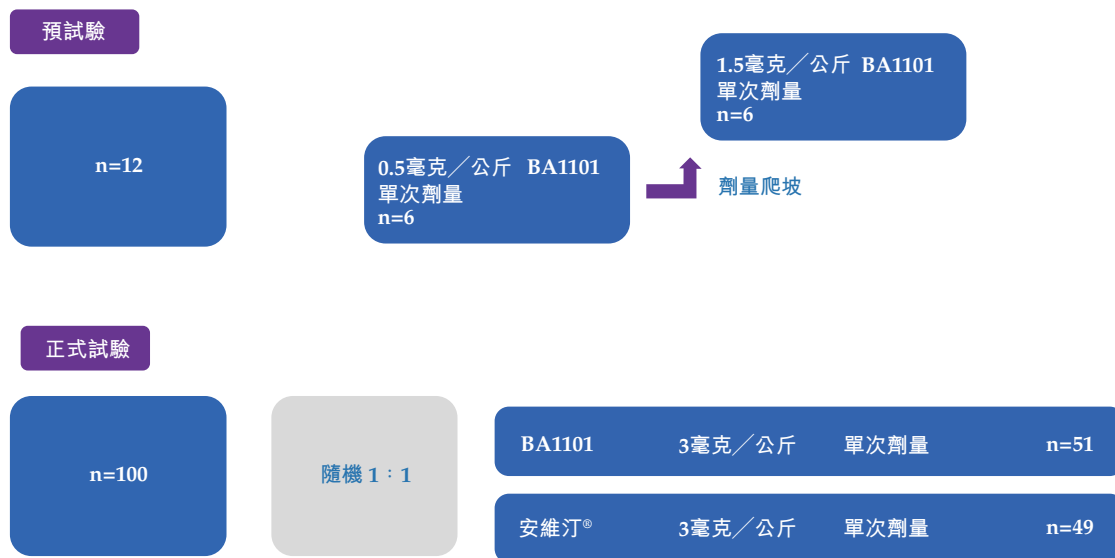 預試驗
n=12
0.5毫克／公斤 BA1101
單次劑量
n=6
1.5毫克／公斤 BA1101
單次劑量
n=6
劑量爬坡
正式試驗
n=100
隨機 1：1
BA1101 3毫克／公斤 單次劑量 n=51
安維汀® 3毫克／公斤 單次劑量 n=49